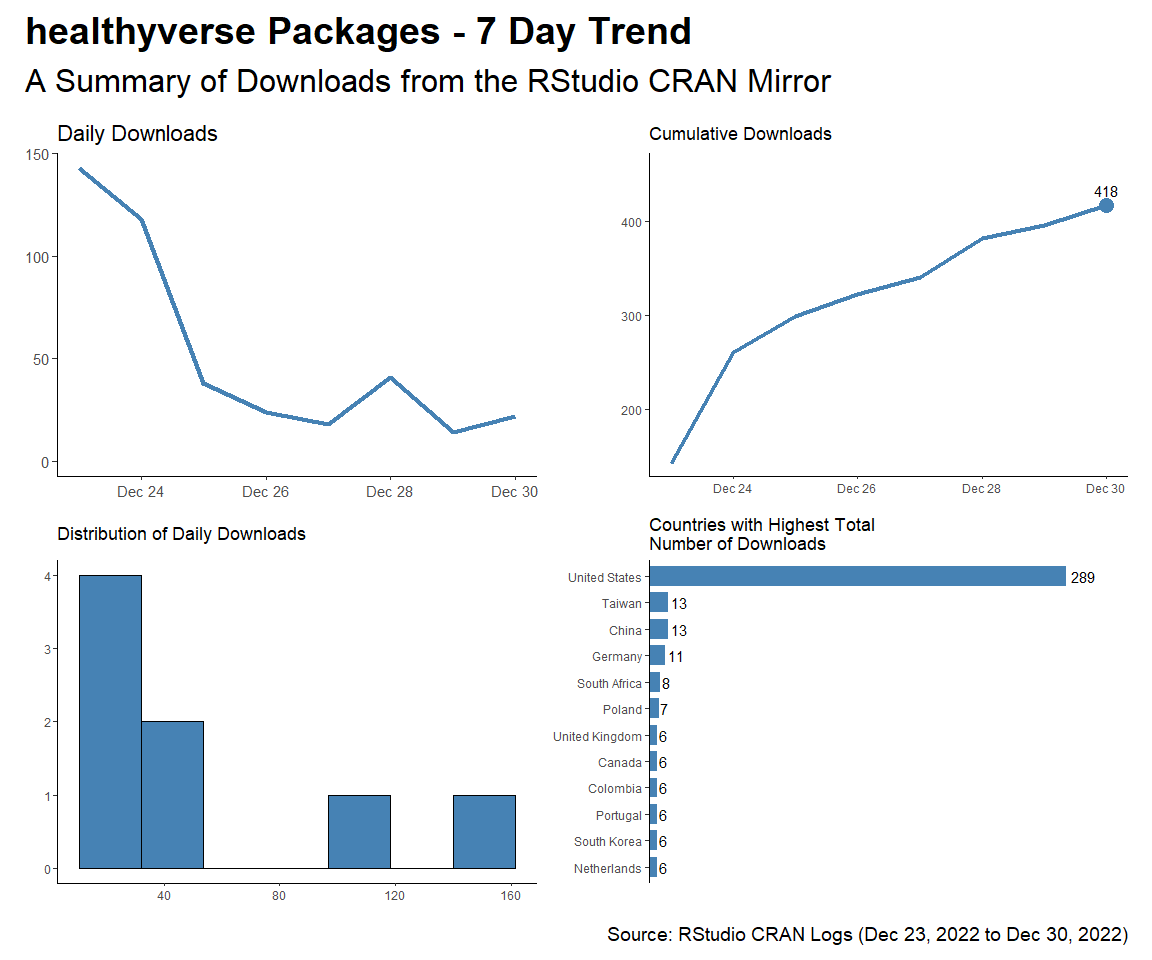 healthyverse Packages - 7 Day Trend
A Summary of Downloads from the RStudio CRAN Mirror
Daily Downloads
150
100
50
0
Dec 24 Dec 26 Dec 28 Dec 30
Cumulative Downloads
418
400
300
200
Dec 24 Dec 26 Dec 28 Dec 30
Distribution of Daily Downloads
4
3
2
1
0
40 80 120 160
Countries with Highest Total
Number of Downloads
United States 289
Taiwan 13
China 13
Germany 11
South Africa 8
Poland 7
United Kingdom 6
Canada 6
Colombia 6
Portugal 6
South Korea 6
Netherlands 6
Source: RStudio CRAN Logs (Dec 23, 2022 to Dec 30, 2022)